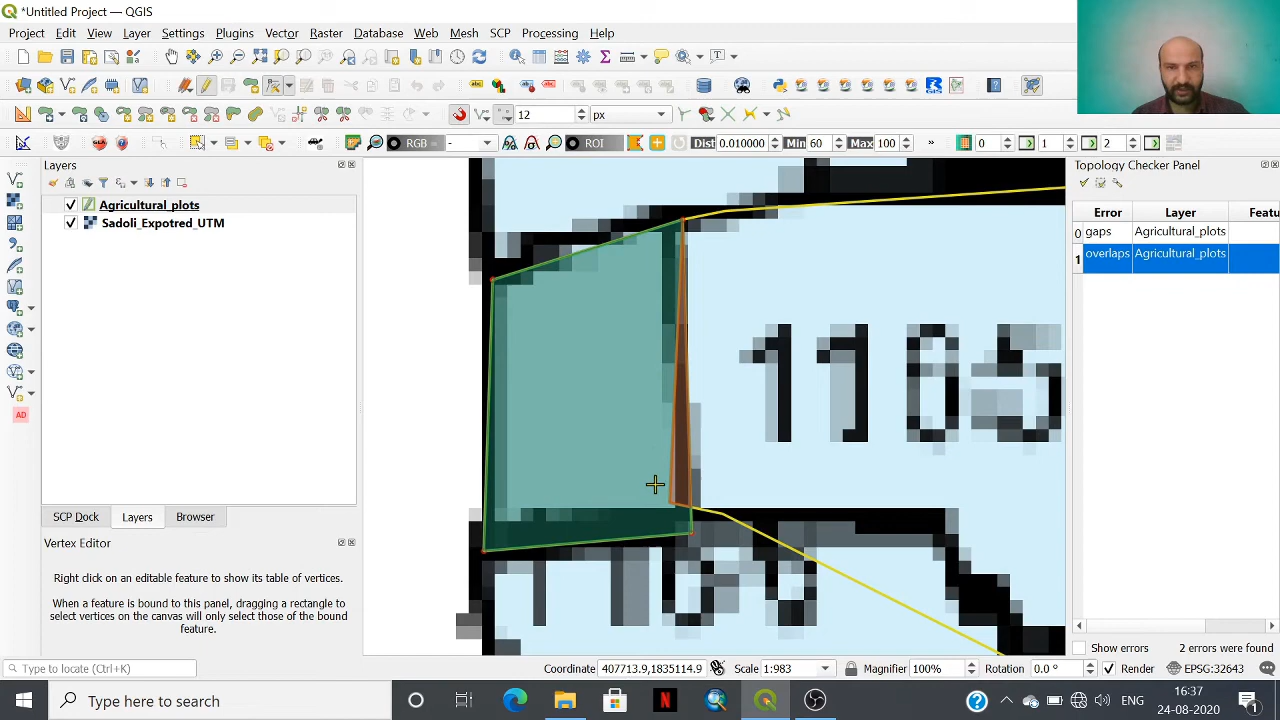 *Untitled Project — QGIS
Project Edit View Layer Settings Plugins Vector Raster Database Web Mesh SCP Processing Help
12 px
RGB = - ROI Dist 0.010000 Min 60 Max 100 » 0 1 2
Layers
Agricultural_plots
Sadoli_Expotred_UTM
SCP Dock Layers Browser
Vertex Editor
Right click on an editable feature to show its table of vertices.
When a feature is bound to this panel, dragging a rectangle to
select vertices on the canvas will only select those of the bound
feature.
1165
Topology Checker Panel
Error Layer Featu
0 gaps Agricultural_plots
1 overlaps Agricultural_plots
Show errors 2 errors were found
Type to locate (Ctrl+K)
Coordinate 407713.9,1835114.9 Scale 1:983 Magnifier 100% Rotation 0.0 ° Render EPSG:32643
Type here to search
ENG
16:37
24-08-2020
1